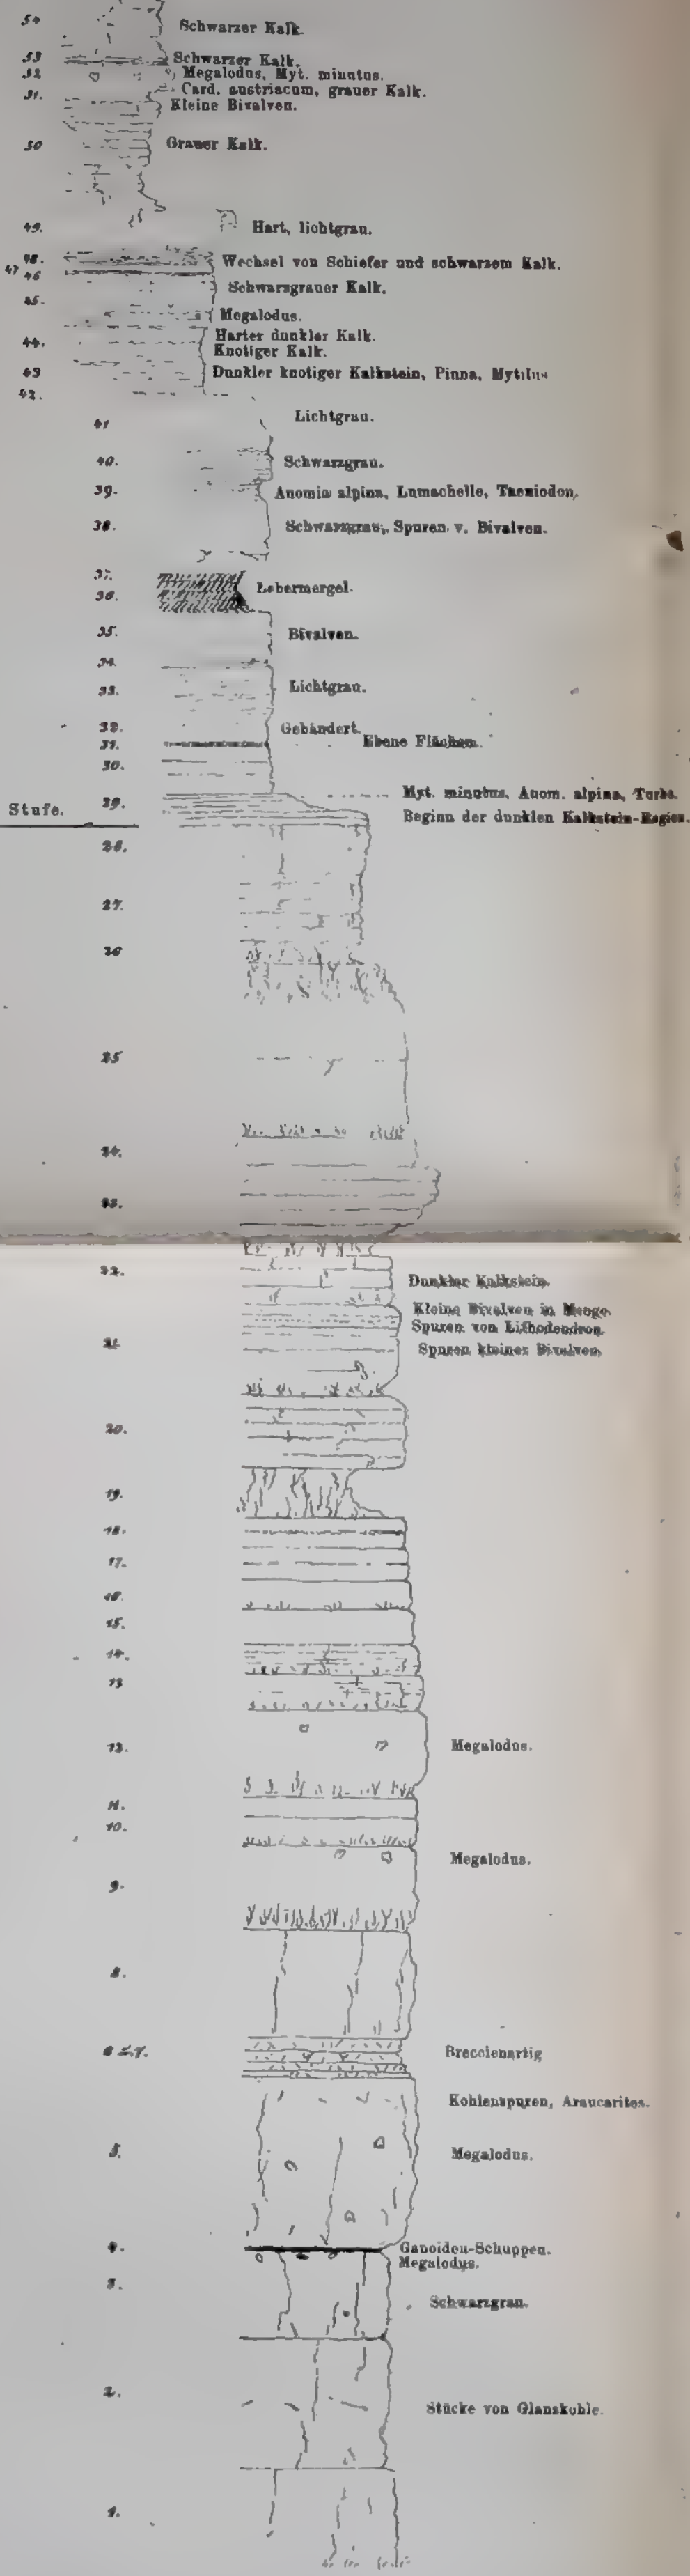 54 Schwarzer Kalk.
53 Schwarzer Kalk.
52 Megalodus, Myt. minutus.
51. Card. austriacum, grauer Kalk.
Kleine Bivalven.
50 Grauer Kalk.
49. Hart, lichtgrau.
48. Wechsel von Schiefer und schwarzem Kalk.
47 46
Schwarzgrauer Kalk.
45.
Megalodus.
44. Harter dunkler Kalk.
Knotiger Kalk.
43 Dunkler knotiger Kalkstein, Pinna, Mytilus
42.
41 Lichtgrau.
40. Schwarzgrau.
39. Anomia alpina, Lumachelle, Taeniodon.
38. Schwarzgrau, Spuren v. Bivalven.
37.
36. Lebermergel.
35. Bivalven.
34.
33. Lichtgrau.
32. Gebändert.
31. Ebene Flächen.
30.
29. Myt. minutus, Anom. alpina, Turbo.
Stufe. Beginn der dunklen Kalkstein-Region.
28.
27.
26
25
24.
23.
22. Dunkler Kalkstein.
Kleine Bivalven in Menge.
Spuren von Lithodendron.
21 Spuren kleiner Bivalven.
20.
19.
18.
17.
16.
15.
14.
13
12. Megalodus.
11.
10.
Megalodus.
9.
8.
6 u. 7. Breccienartig
Kohlenspuren, Araucarites.
5. Megalodus.
4. Ganoiden-Schuppen.
Megalodus.
3. Schwarzgrau.
2. Stücke von Glanzkohle.
1.